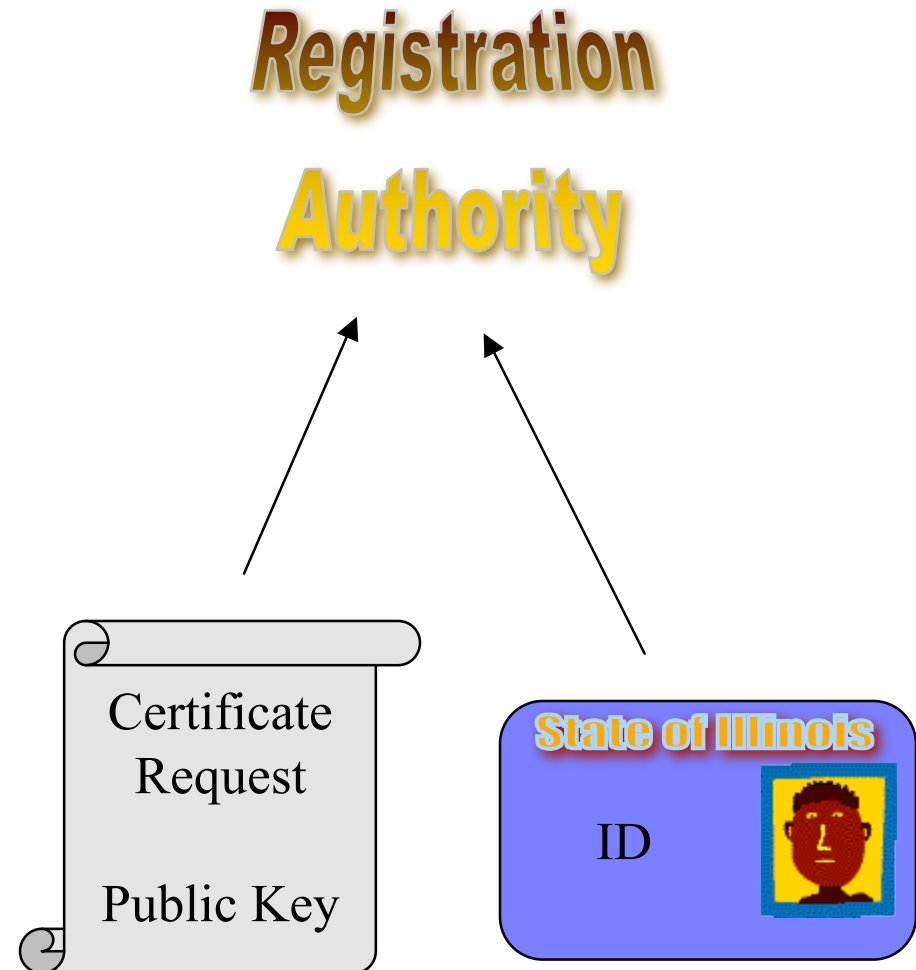 Registration
Authority
Certificate
Request
Public Key
State of Illinois
ID